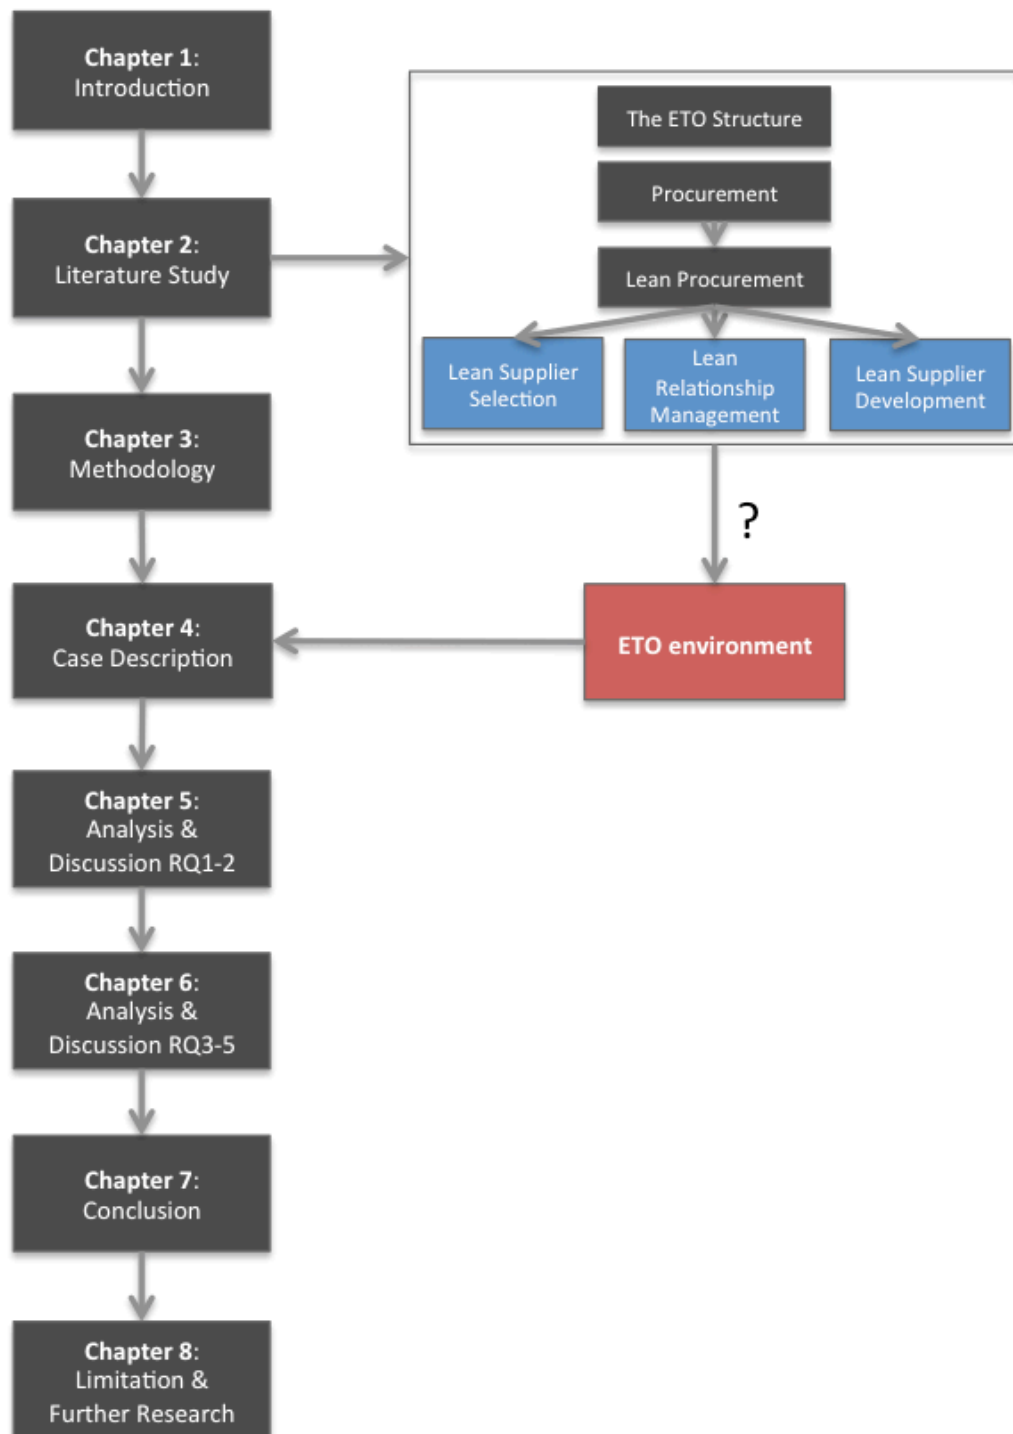 Chapter 1:
Introduction
Chapter 2:
Literature Study
The ETO Structure
Procurement
Lean Procurement
Lean Supplier
Selection
Lean
Relationship
Management
Lean Supplier
Development
?
ETO environment
Chapter 3:
Methodology
Chapter 4:
Case Description
Chapter 5:
Analysis &
Discussion RQ1-2
Chapter 6:
Analysis &
Discussion RQ3-5
Chapter 7:
Conclusion
Chapter 8:
Limitation &
Further Research